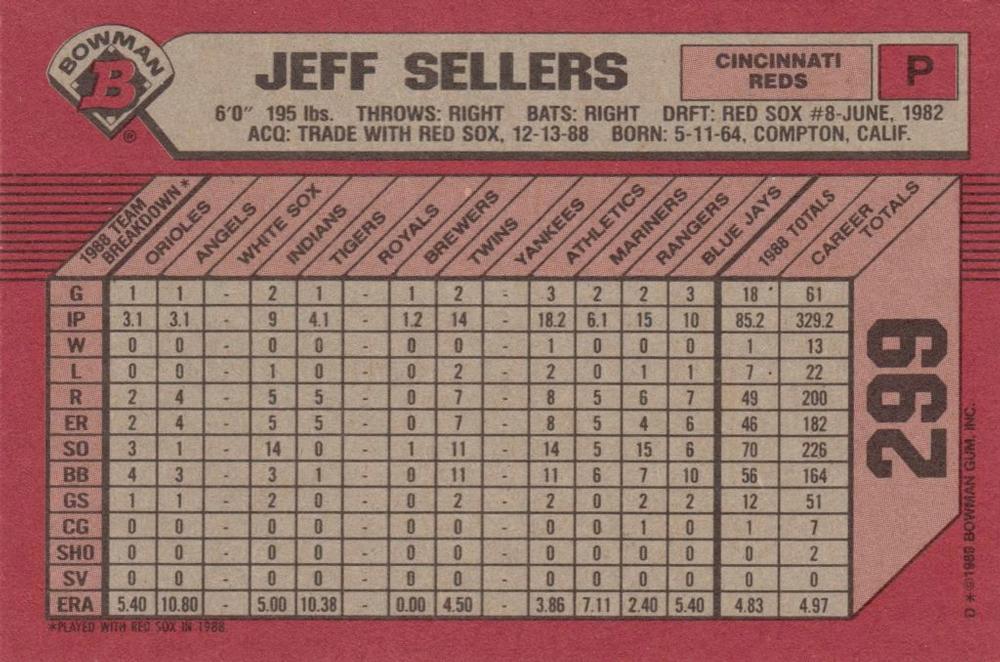 BOWMAN
B
®
JEFF SELLERS
CINCINNATI REDS
P
6'0" 195 lbs. THROWS: RIGHT BATS: RIGHT DRFT: RED SOX #8-JUNE, 1982
ACQ: TRADE WITH RED SOX, 12-13-88 BORN: 5-11-64, COMPTON, CALIF.
1988 TEAM BREAKDOWN* ORIOLES ANGELS WHITE SOX INDIANS TIGERS ROYALS BREWERS TWINS YANKEES ATHLETICS MARINERS RANGERS BLUE JAYS 1988 TOTALS CAREER TOTALS
G 1 1 - 2 1 - 1 2 - 3 2 2 3 18 61
IP 3.1 3.1 - 9 4.1 - 1.2 14 - 18.2 6.1 15 10 85.2 329.2
W 0 0 - 0 0 - 0 0 - 1 0 0 0 1 13
L 0 0 - 1 0 - 0 2 - 2 0 1 1 7 22
R 2 4 - 5 5 - 0 7 - 8 5 6 7 49 200
ER 2 4 - 5 5 - 0 7 - 8 5 4 6 46 182
SO 3 1 - 14 0 - 1 11 - 14 5 15 6 70 226
BB 4 3 - 3 1 - 0 11 - 11 6 7 10 56 164
GS 1 1 - 2 0 - 0 2 - 2 0 2 2 12 51
CG 0 0 - 0 0 - 0 0 - 0 0 1 0 1 7
SHO 0 0 - 0 0 - 0 0 - 0 0 0 0 0 2
SV 0 0 - 0 0 - 0 0 - 0 0 0 0 0 0
ERA 5.40 10.80 - 5.00 10.38 - 0.00 4.50 - 3.86 7.11 2.40 5.40 4.83 4.97
*PLAYED WITH RED SOX IN 1988.
299
D * ©1989 BOWMAN GUM, INC.